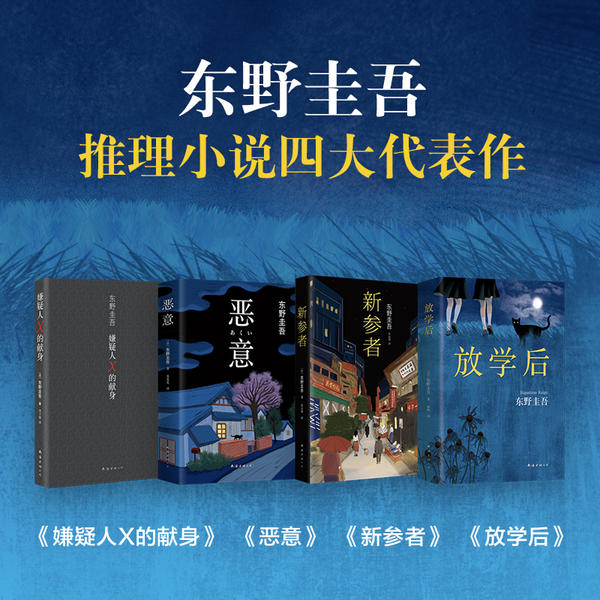 东野圭吾
推理小说四大代表作
嫌疑人X的献身
东野圭吾
嫌疑人X的献身
恶意
恶意
あくい
东野圭吾
新参者
新参者
东野圭吾
放学后
放学后
东野圭吾
《嫌疑人X的献身》 《恶意》 《新参者》 《放学后》